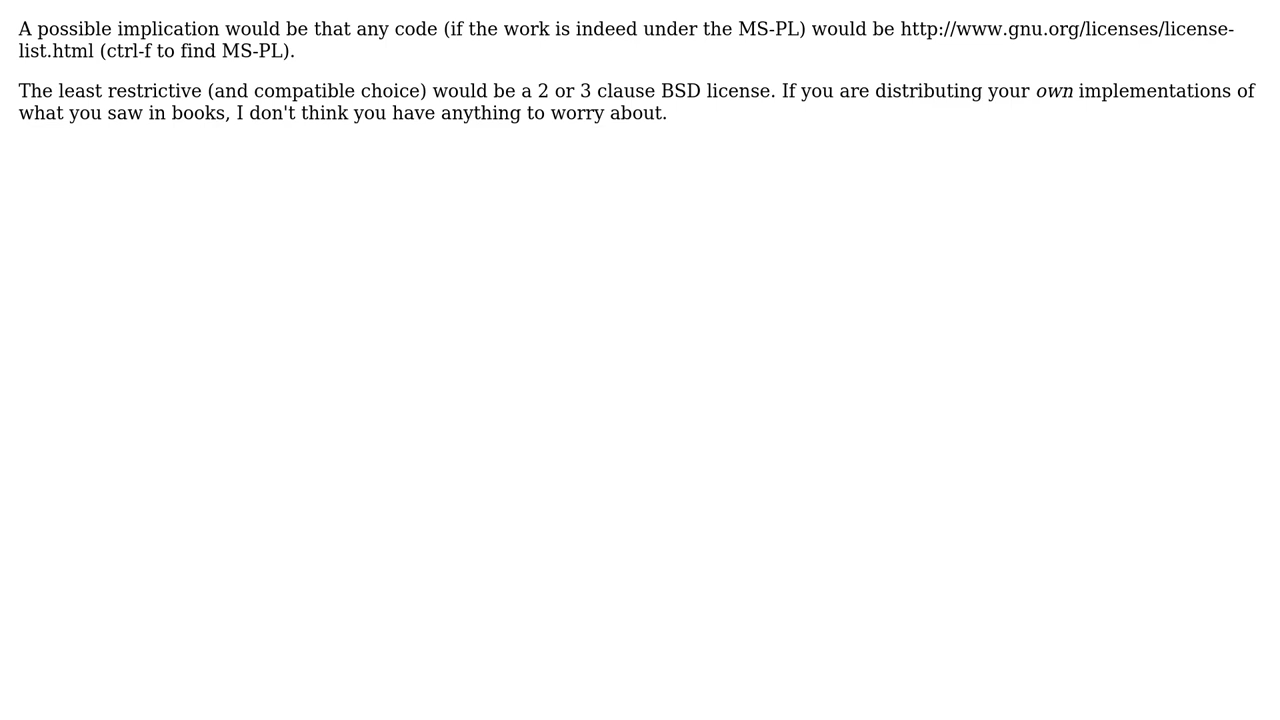 A possible implication would be that any code (if the work is indeed under the MS-PL) would be http://www.gnu.org/licenses/license-
list.html (ctrl-f to find MS-PL).
The least restrictive (and compatible choice) would be a 2 or 3 clause BSD license. If you are distributing your own implementations of
what you saw in books, I don't think you have anything to worry about.